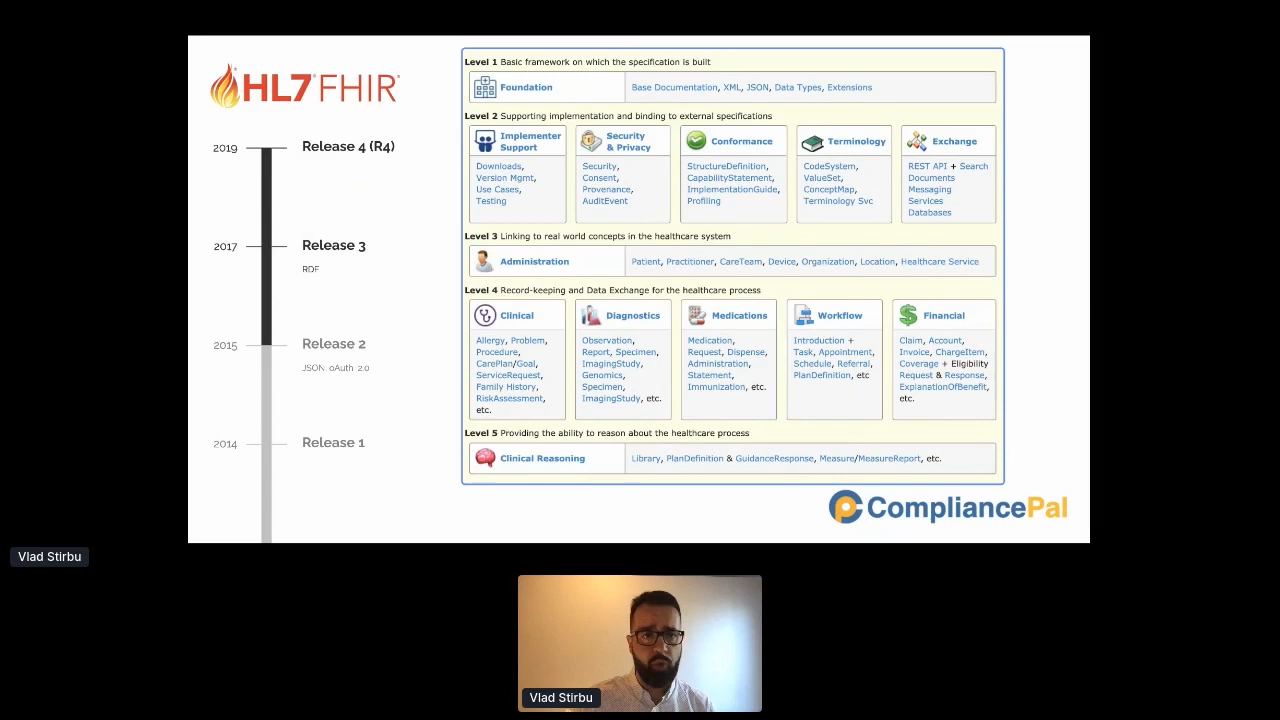 HL7 FHIR
2019 Release 4 (R4)
2017 Release 3
RDF
2015 Release 2
JSON oAuth 2.0
2014 Release 1
Level 1 Basic framework on which the specification is built
Foundation
Base Documentation, XML, JSON, Data Types, Extensions
Level 2 Supporting implementation and binding to external specifications
Implementer
Support
Downloads,
Version Mgmt,
Use Cases,
Testing
Security
& Privacy
Security,
Consent,
Provenance,
AuditEvent
Conformance
StructureDefinition,
CapabilityStatement,
ImplementationGuide,
Profiling
Terminology
CodeSystem,
ValueSet,
ConceptMap,
Terminology Svc
Exchange
REST API + Search
Documents
Messaging
Services
Databases
Level 3 Linking to real world concepts in the healthcare system
Administration
Patient, Practitioner, CareTeam, Device, Organization, Location, Healthcare Service
Level 4 Record-keeping and Data Exchange for the healthcare process
Clinical
Allergy, Problem,
Procedure,
CarePlan/Goal,
ServiceRequest,
Family History,
RiskAssessment,
etc.
Diagnostics
Observation,
Report, Specimen,
ImagingStudy,
Genomics,
Specimen,
ImagingStudy, etc.
Medications
Medication,
Request, Dispense,
Administration,
Statement,
Immunization, etc.
Workflow
Introduction +
Task, Appointment,
Schedule, Referral,
PlanDefinition, etc
Financial
Claim, Account,
Invoice, ChargeItem,
Coverage + Eligibility
Request & Response,
ExplanationOfBenefit,
etc.
Level 5 Providing the ability to reason about the healthcare process
Clinical Reasoning
Library, PlanDefinition & GuidanceResponse, Measure/MeasureReport, etc.
CompliancePal
Vlad Stirbu
Vlad Stirbu